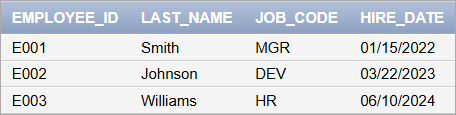 EMPLOYEE_ID LAST_NAME JOB_CODE HIRE_DATE
E001 Smith MGR 01/15/2022
E002 Johnson DEV 03/22/2023
E003 Williams HR 06/10/2024